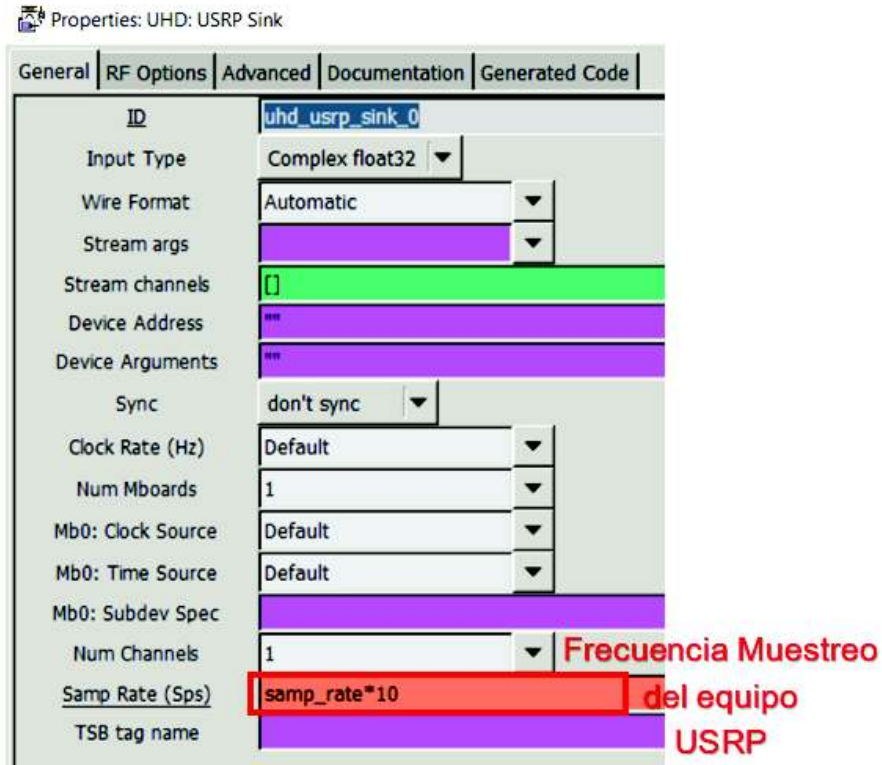 Properties: UHD: USRP Sink
General RF Options Advanced Documentation Generated Code
ID uhd_usrp_sink_0
Input Type Complex float32
Wire Format Automatic
Stream args
Stream channels []
Device Address ""
Device Arguments ""
Sync don't sync
Clock Rate (Hz) Default
Num Mboards 1
Mb0: Clock Source Default
Mb0: Time Source Default
Mb0: Subdev Spec
Num Channels 1 Frecuencia Muestreo
Samp Rate (Sps) samp_rate*10 del equipo
TSB tag name USRP